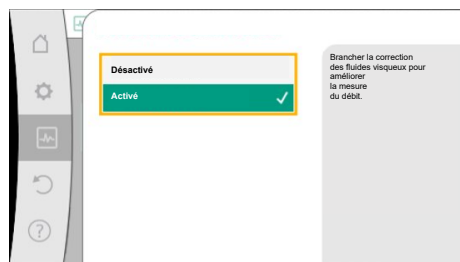 Désactivé
Activé
Brancher la correction
des fluides visqueux pour
améliorer
la mesure
du débit.
?